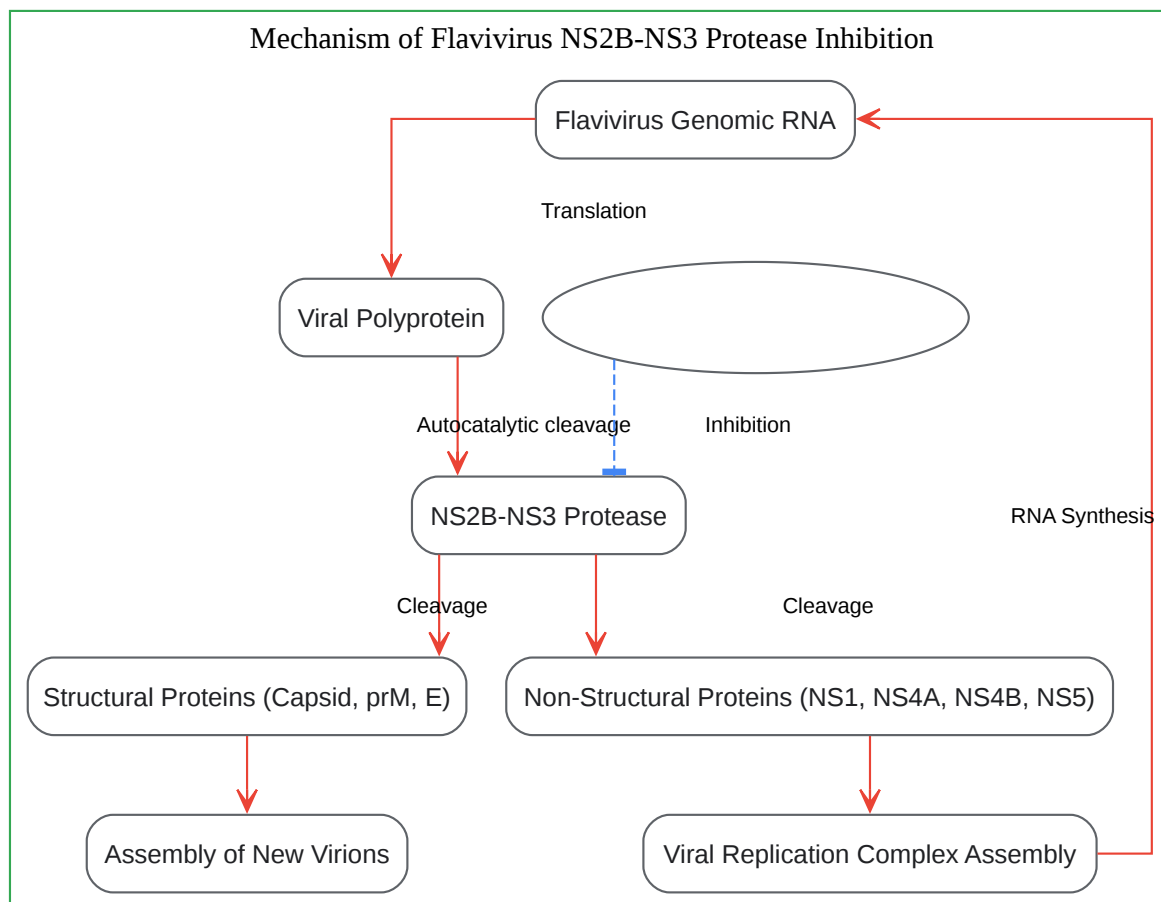 Mechanism of Flavivirus NS2B-NS3 Protease Inhibition
Flavivirus Genomic RNA
Translation
Viral Polyprotein
Autocatalytic cleavage
Inhibition
NS2B-NS3 Protease
RNA Synthesis
Cleavage
Cleavage
Structural Proteins (Capsid, prM, E)
Non-Structural Proteins (NS1, NS4A, NS4B, NS5)
Assembly of New Virions
Viral Replication Complex Assembly